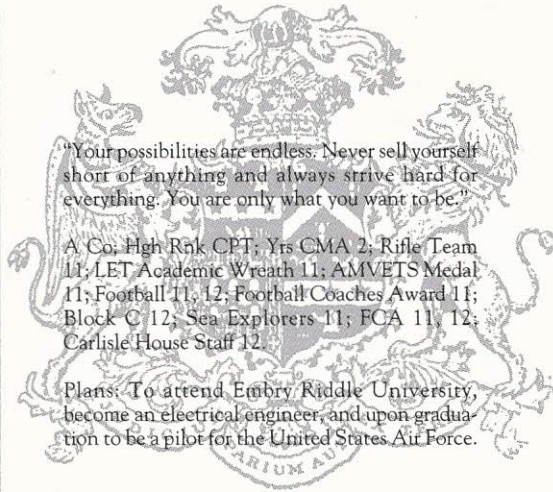 “Your possibilities are endless. Never sell yourself
short of anything and always strive hard for
everything. You are only what you want to be.”
A Co; Hgh Rnk CPT; Yrs CMA 2; Rifle Team
11; LET Academic Wreath 11; AMVETS Medal
11; Football 11, 12; Football Coaches Award 11;
Block C 12; Sea Explorers 11; FCA 11, 12;
Carlisle House Staff 12.
Plans: To attend Embry Riddle University,
become an electrical engineer, and upon gradua-
tion to be a pilot for the United States Air Force.